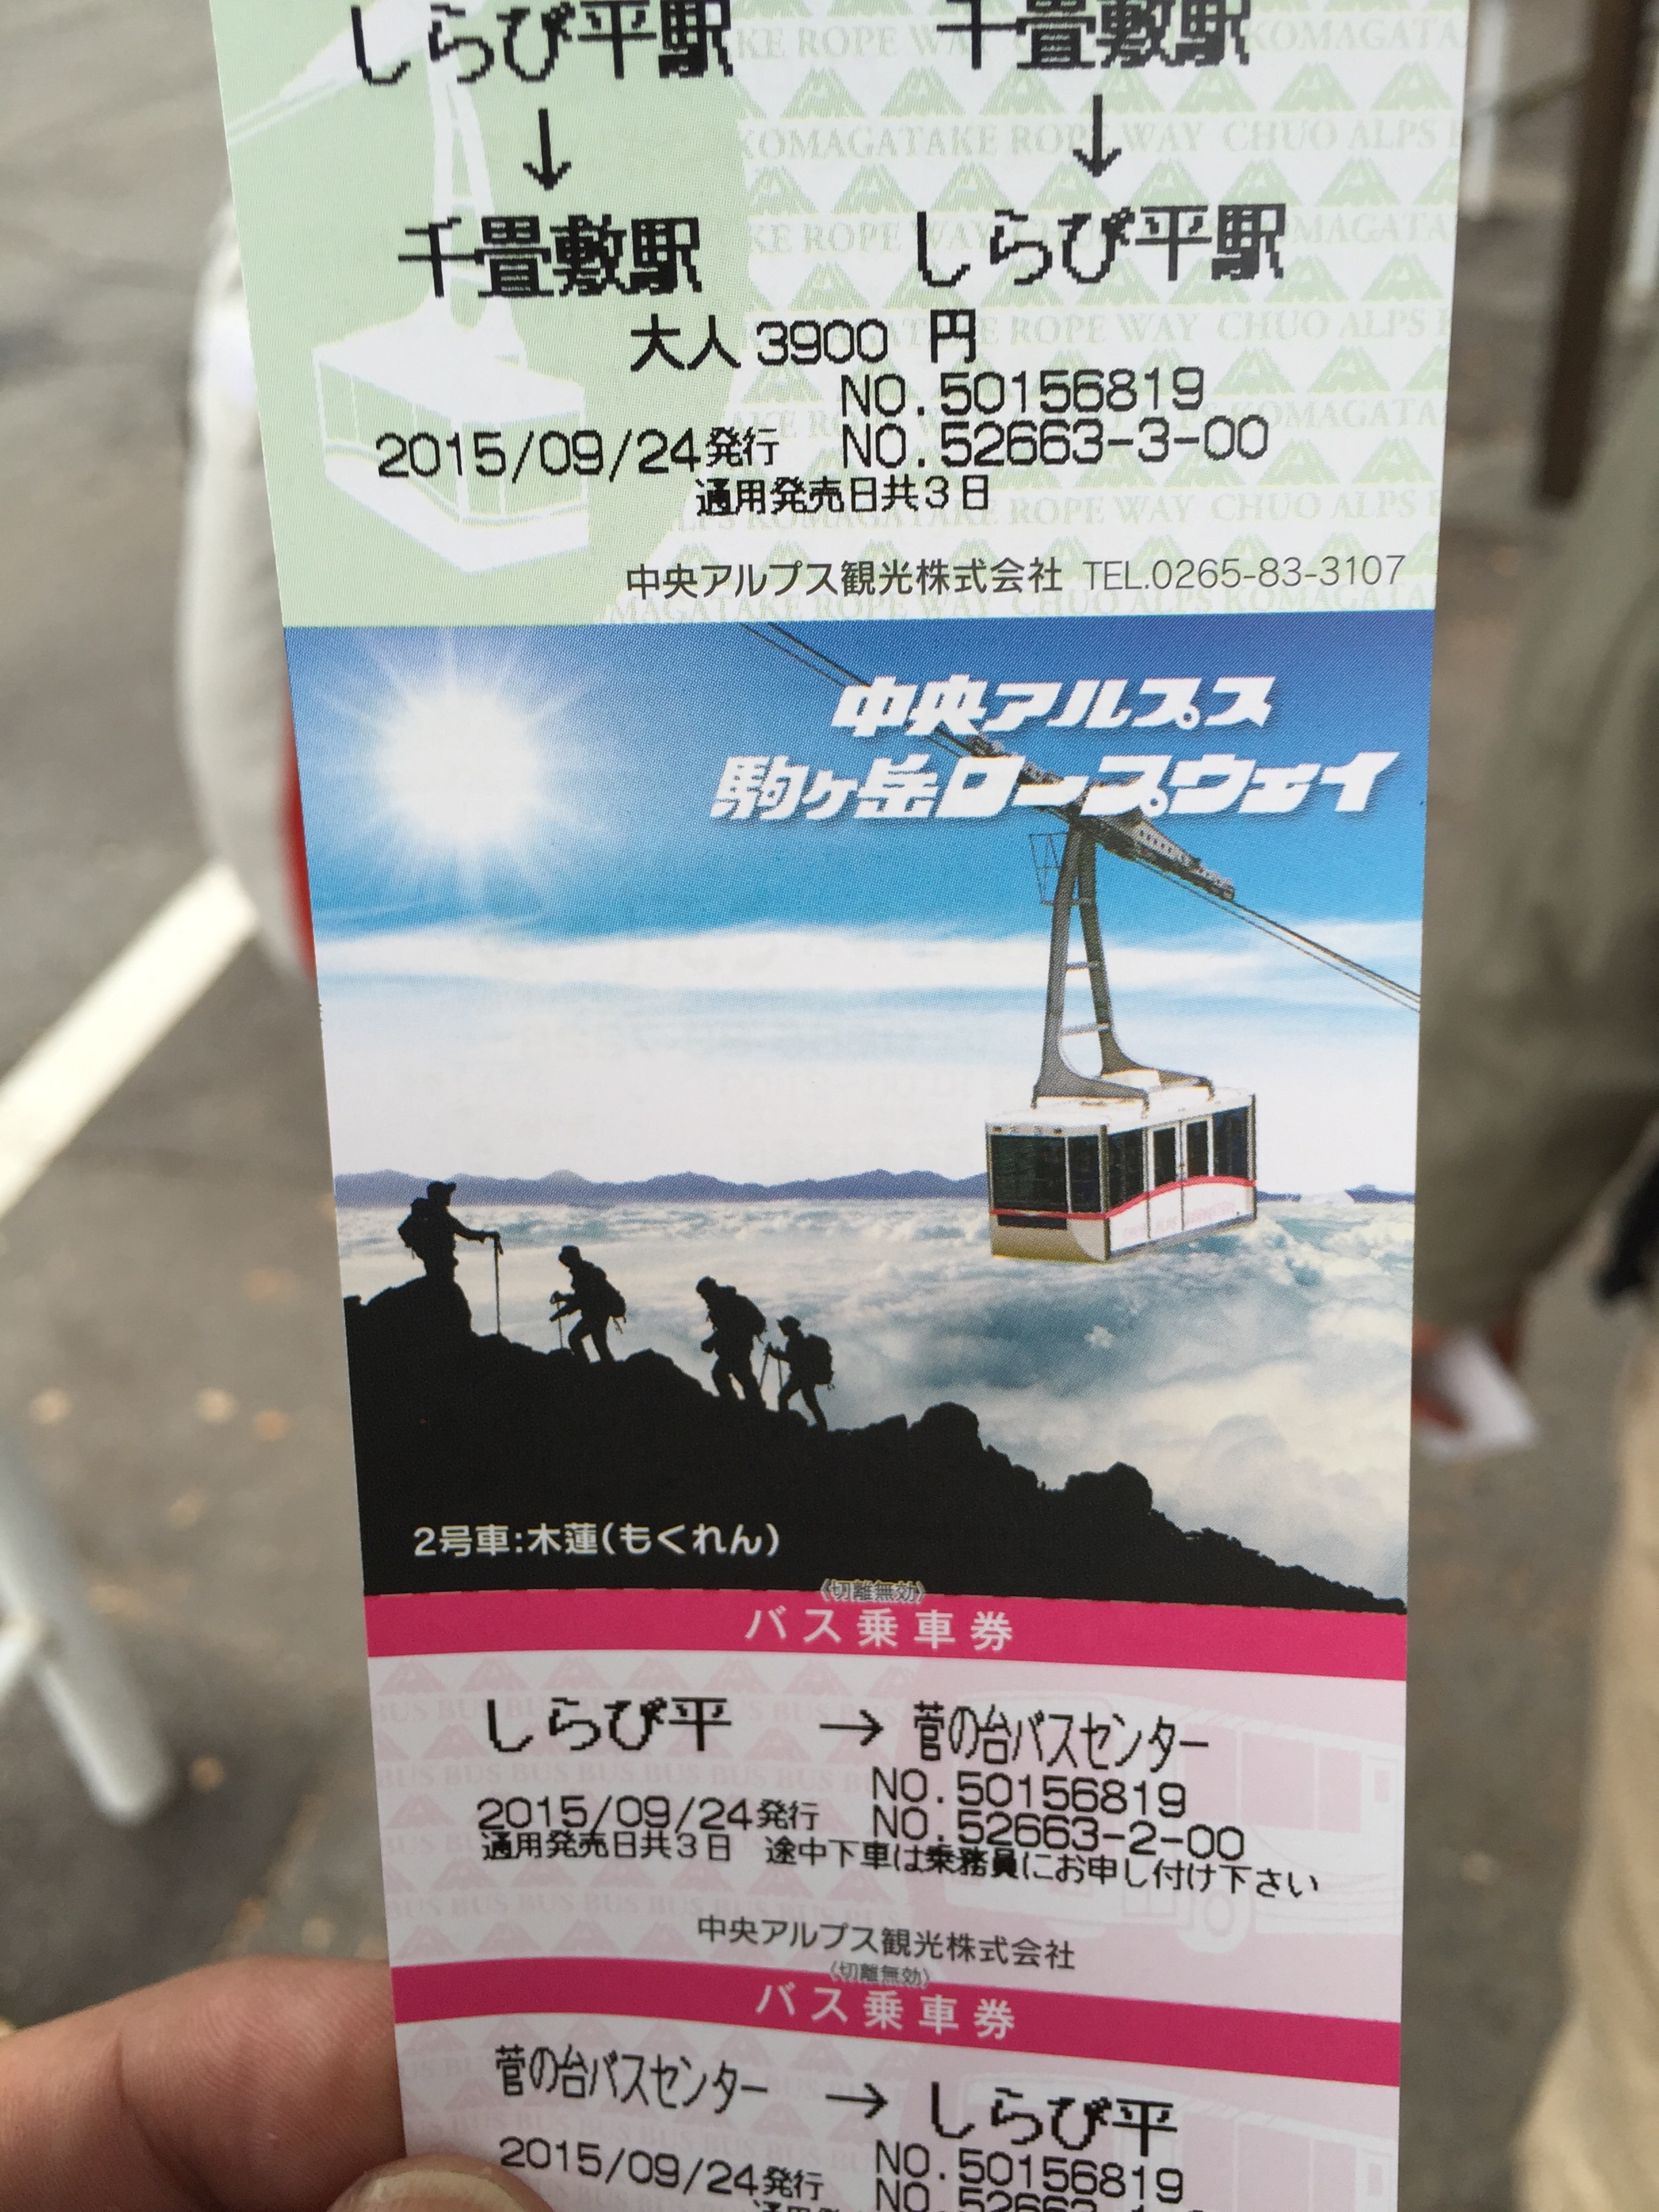 しらび平駅 千畳敷駅
↓ ↓
千畳敷駅 しらび平駅
大人 3900 円
NO.50156819
2015/09/24発行 NO.52663-3-00
通用発売日共3日
中央アルプス観光株式会社 TEL.0265-83-3107
中央アルプス
駒ヶ岳ロープウェイ
2号車:木蓮(もくれん)
《切離無効》
バス乗車券
しらび平 → 菅の台バスセンター
NO.50156819
2015/09/24発行 NO.52663-2-00
通用発売日共3日 途中下車は乗務員にお申し付け下さい
中央アルプス観光株式会社
《切離無効》
バス乗車券
菅の台バスセンター → しらび平
NO.50156819
2015/09/24発行